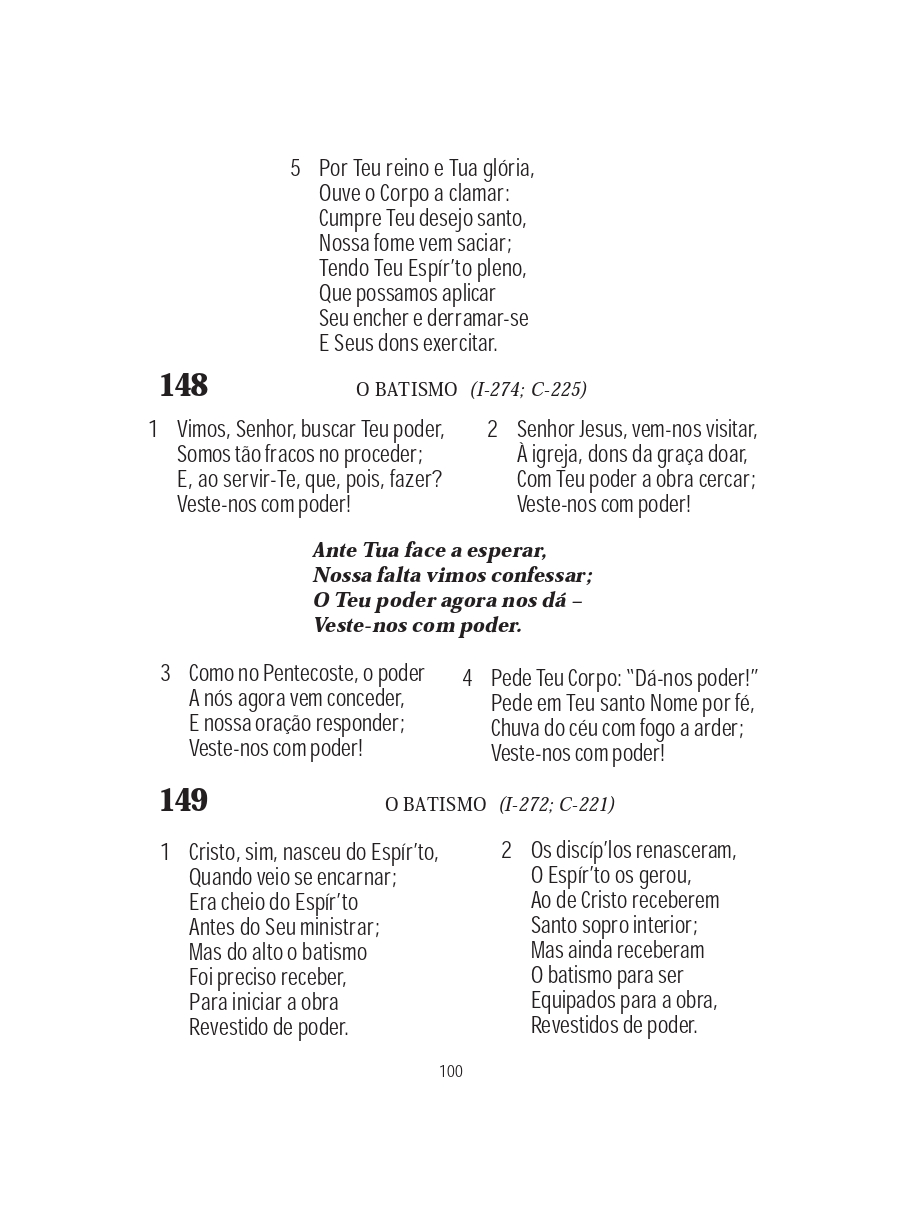 5 Por Teu reino e Tua glória,
Ouve o Corpo a clamar:
Cumpre Teu desejo santo,
Nossa fome vem saciar;
Tendo Teu Espír’to pleno,
Que possamos aplicar
Seu encher e derramar-se
E Seus dons exercitar.
148 O BATISMO (I-274; C-225)
1 Vimos, Senhor, buscar Teu poder,
Somos tão fracos no proceder;
E, ao servir-Te, que, pois, fazer?
Veste-nos com poder!
2 Senhor Jesus, vem-nos visitar,
À igreja, dons da graça doar,
Com Teu poder a obra cercar;
Veste-nos com poder!
Ante Tua face a esperar,
Nossa falta vimos confessar;
O Teu poder agora nos dá –
Veste-nos com poder.
3 Como no Pentecoste, o poder
A nós agora vem conceder,
E nossa oração responder;
Veste-nos com poder!
4 Pede Teu Corpo: “Dá-nos poder!”
Pede em Teu santo Nome por fé,
Chuva do céu com fogo a arder;
Veste-nos com poder!
149 O BATISMO (I-272; C-221)
1 Cristo, sim, nasceu do Espír’to,
Quando veio se encarnar;
Era cheio do Espír’to
Antes do Seu ministrar;
Mas do alto o batismo
Foi preciso receber,
Para iniciar a obra
Revestido de poder.
2 Os discíp’los renasceram,
O Espír’to os gerou,
Ao de Cristo receberem
Santo sopro interior;
Mas ainda receberam
O batismo para ser
Equipados para a obra,
Revestidos de poder.
100